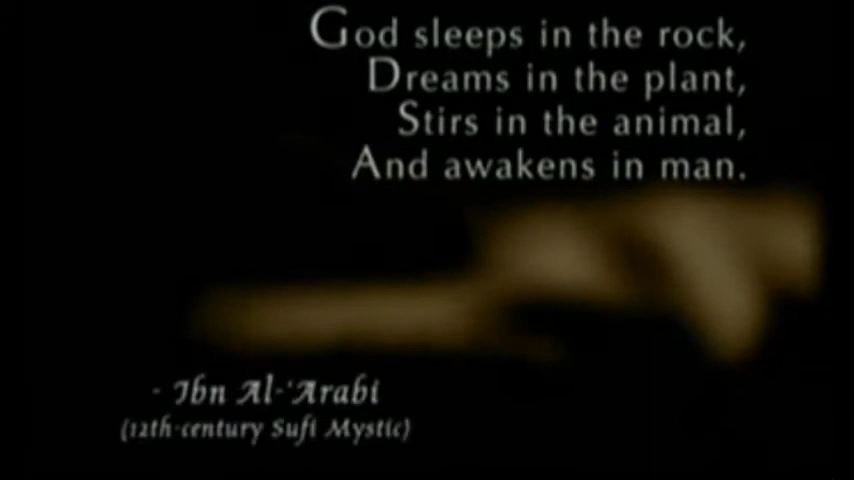 God sleeps in the rock,
Dreams in the plant,
Stirs in the animal,
And awakens in man.
- Ibn Al-'Arabi
(12th-century Sufi Mystic)